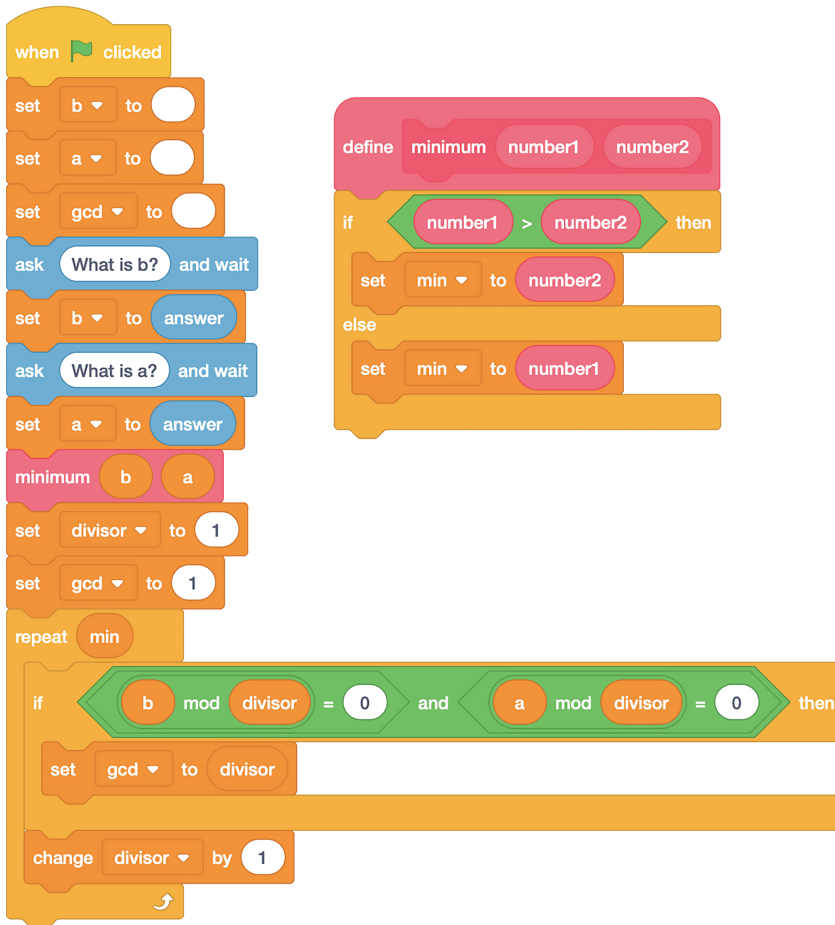 when clicked
set b to
set a to
set gcd to
ask What is b? and wait
set b to answer
ask What is a? and wait
set a to answer
minimum b a
set divisor to 1
set gcd to 1
repeat min
if b mod divisor = 0 and a mod divisor = 0 then
set gcd to divisor
change divisor by 1
define minimum number1 number2
if number1 > number2 then
set min to number2
else
set min to number1